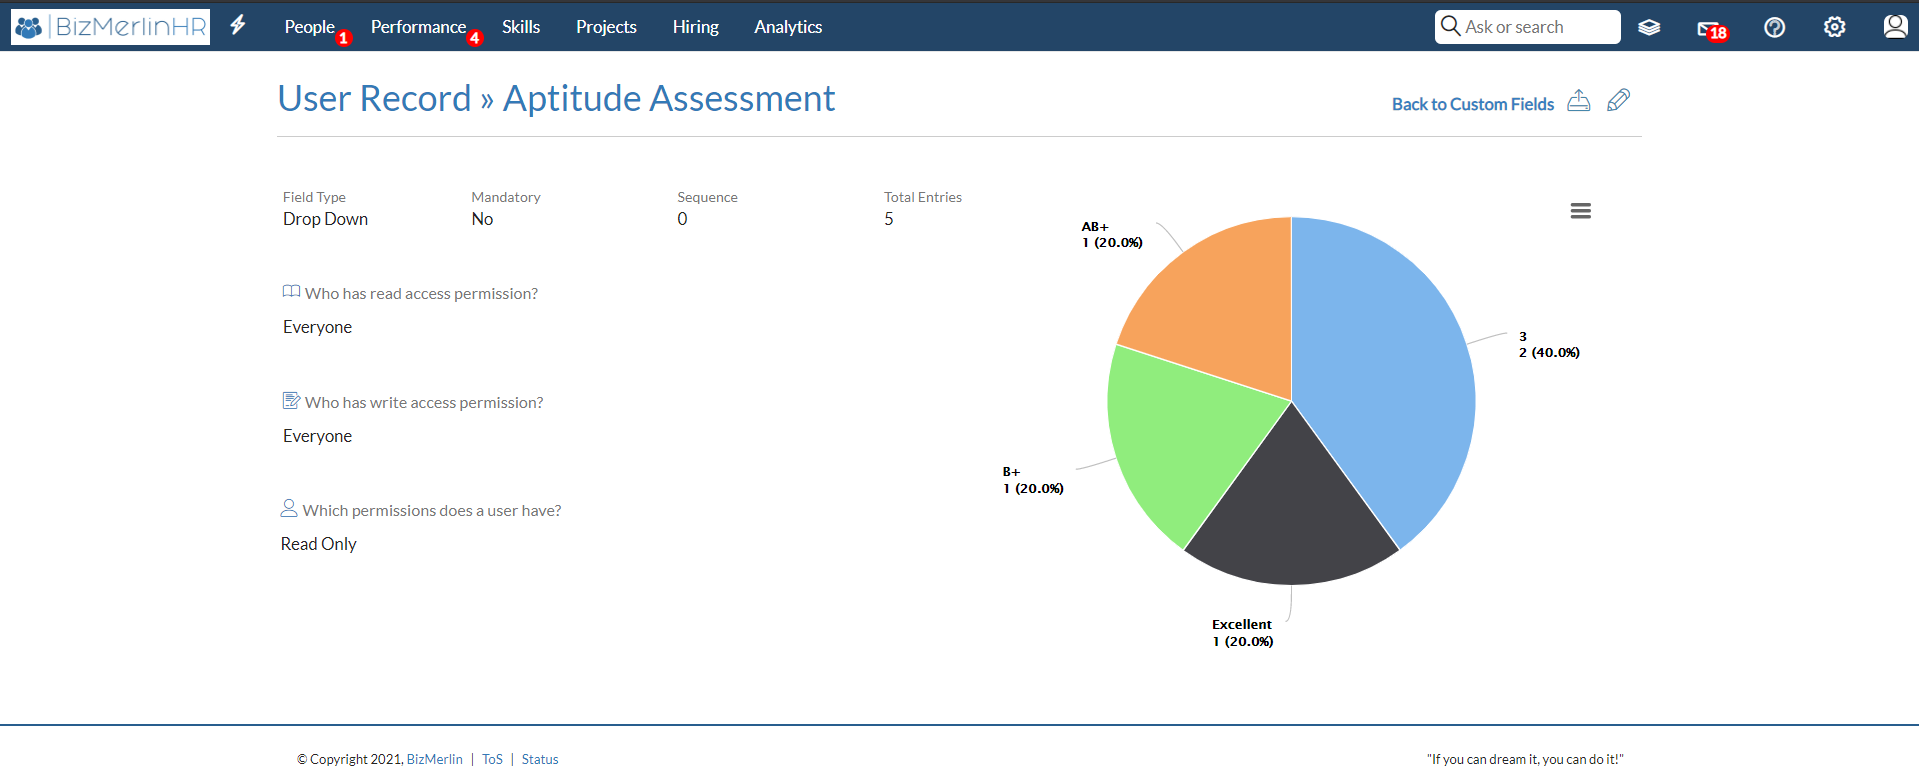 BizMerlinHR
People 1
Performance 4
Skills
Projects
Hiring
Analytics
Ask or search
18
User Record » Aptitude Assessment
Back to Custom Fields
Field Type
Drop Down
Mandatory
No
Sequence
0
Total Entries
5
Who has read access permission?
Everyone
Who has write access permission?
Everyone
Which permissions does a user have?
Read Only
AB+
1 (20.0%)
3
2 (40.0%)
B+
1 (20.0%)
Excellent
1 (20.0%)
© Copyright 2021, BizMerlin | ToS | Status
"If you can dream it, you can do it!"